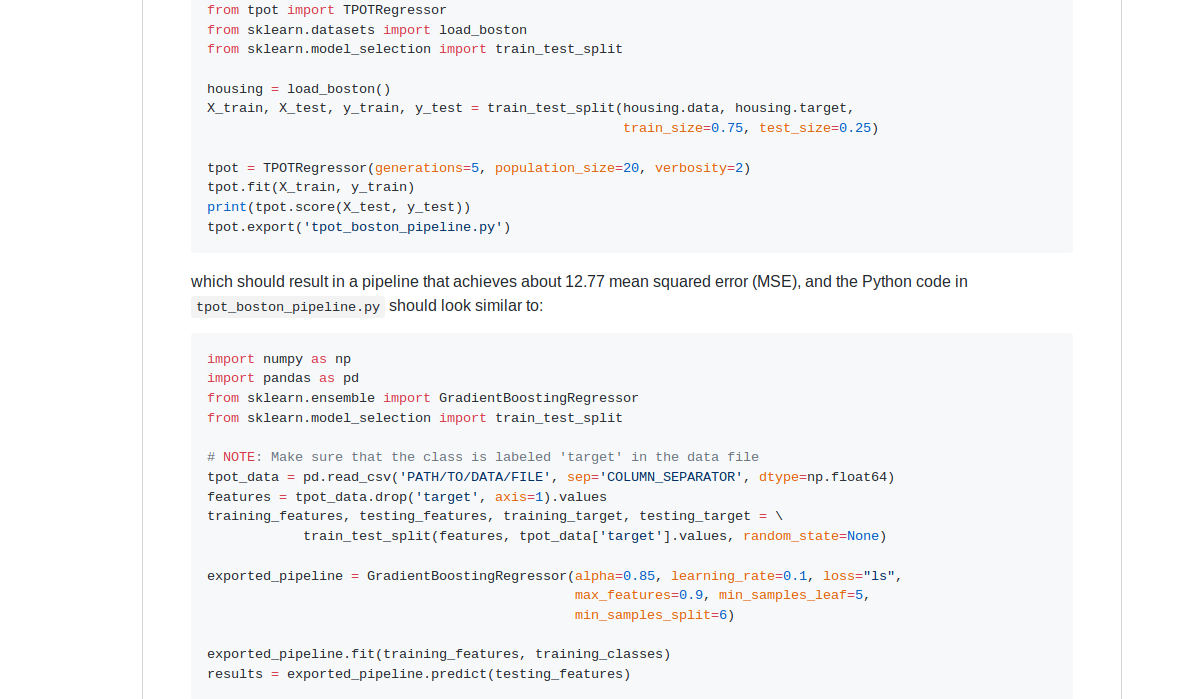 from tpot import TPOTRegressor
from sklearn.datasets import load_boston
from sklearn.model_selection import train_test_split

housing = load_boston()
X_train, X_test, y_train, y_test = train_test_split(housing.data, housing.target,
                                                    train_size=0.75, test_size=0.25)

tpot = TPOTRegressor(generations=5, population_size=20, verbosity=2)
tpot.fit(X_train, y_train)
print(tpot.score(X_test, y_test))
tpot.export('tpot_boston_pipeline.py')

which should result in a pipeline that achieves about 12.77 mean squared error (MSE), and the Python code in
tpot_boston_pipeline.py should look similar to:

import numpy as np
import pandas as pd
from sklearn.ensemble import GradientBoostingRegressor
from sklearn.model_selection import train_test_split

# NOTE: Make sure that the class is labeled 'target' in the data file
tpot_data = pd.read_csv('PATH/TO/DATA/FILE', sep='COLUMN_SEPARATOR', dtype=np.float64)
features = tpot_data.drop('target', axis=1).values
training_features, testing_features, training_target, testing_target = \
            train_test_split(features, tpot_data['target'].values, random_state=None)

exported_pipeline = GradientBoostingRegressor(alpha=0.85, learning_rate=0.1, loss="ls",
                                              max_features=0.9, min_samples_leaf=5,
                                              min_samples_split=6)

exported_pipeline.fit(training_features, training_classes)
results = exported_pipeline.predict(testing_features)